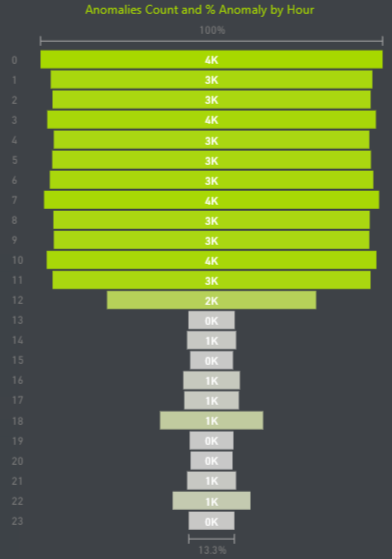 Anomalies Count and % Anomaly by Hour
100%
0 4K
1 3K
2 3K
3 4K
4 3K
5 3K
6 3K
7 4K
8 3K
9 3K
10 4K
11 3K
12 2K
13 0K
14 1K
15 0K
16 1K
17 1K
18 1K
19 0K
20 0K
21 1K
22 1K
23 0K
13.3%